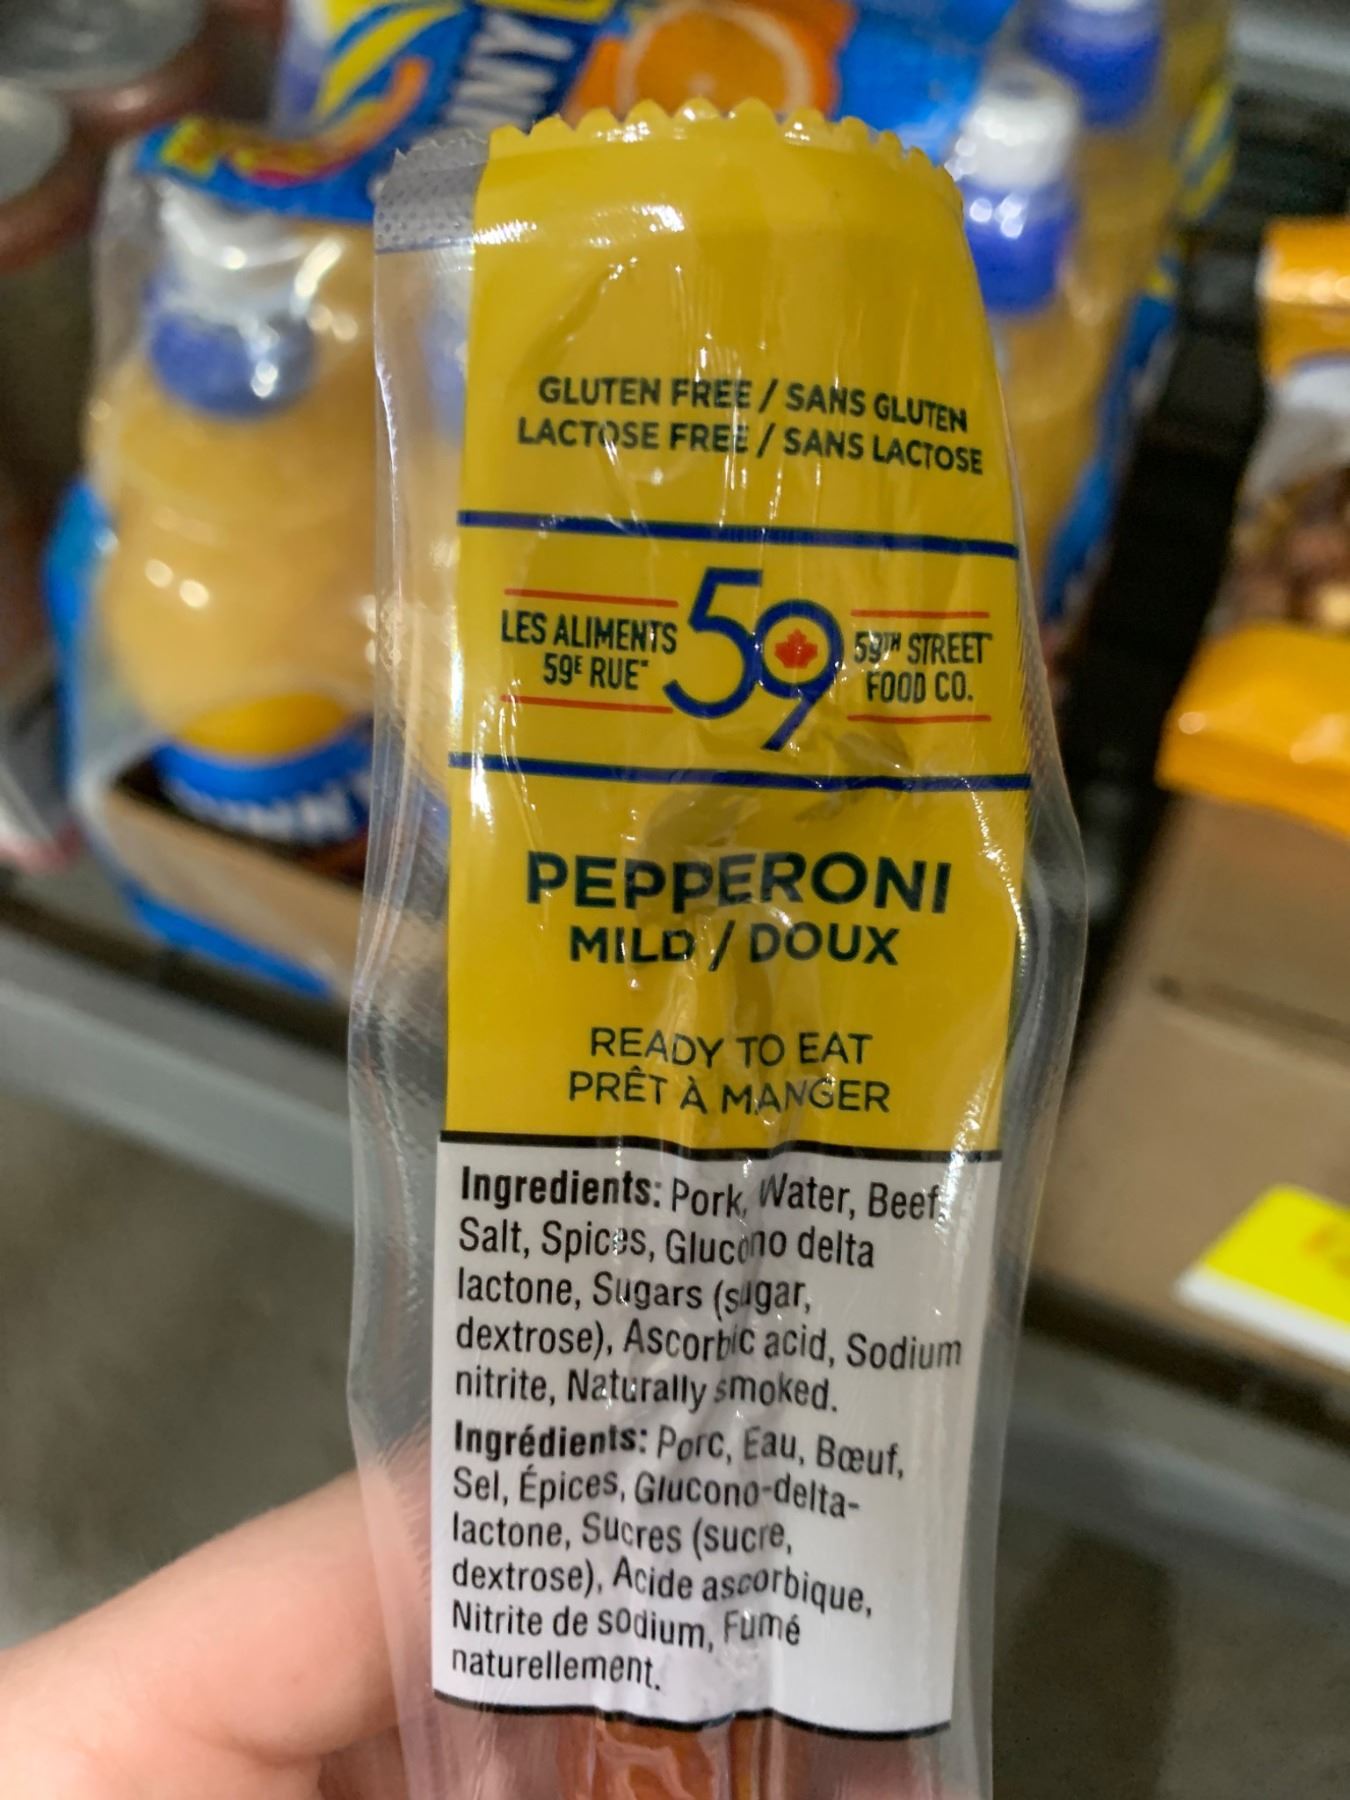 NNY
GLUTEN FREE / SANS GLUTEN
LACTOSE FREE / SANS LACTOSE
LES ALIMENTS
59E RUE
59
59TH STREET
FOOD CO.
PEPPERONI
MILD / DOUX
READY TO EAT
PRÊT À MANGER
Ingredients: Pork, Water, Beef,
Salt, Spices, Glucono delta
lactone, Sugars (sugar,
dextrose), Ascorbic acid, Sodium
nitrite, Naturally smoked.
Ingrédients: Porc, Eau, Bœuf,
Sel, Épices, Glucono-delta-
lactone, Sucres (sucre,
dextrose), Acide ascorbique,
Nitrite de sodium, Fumé
naturellement.